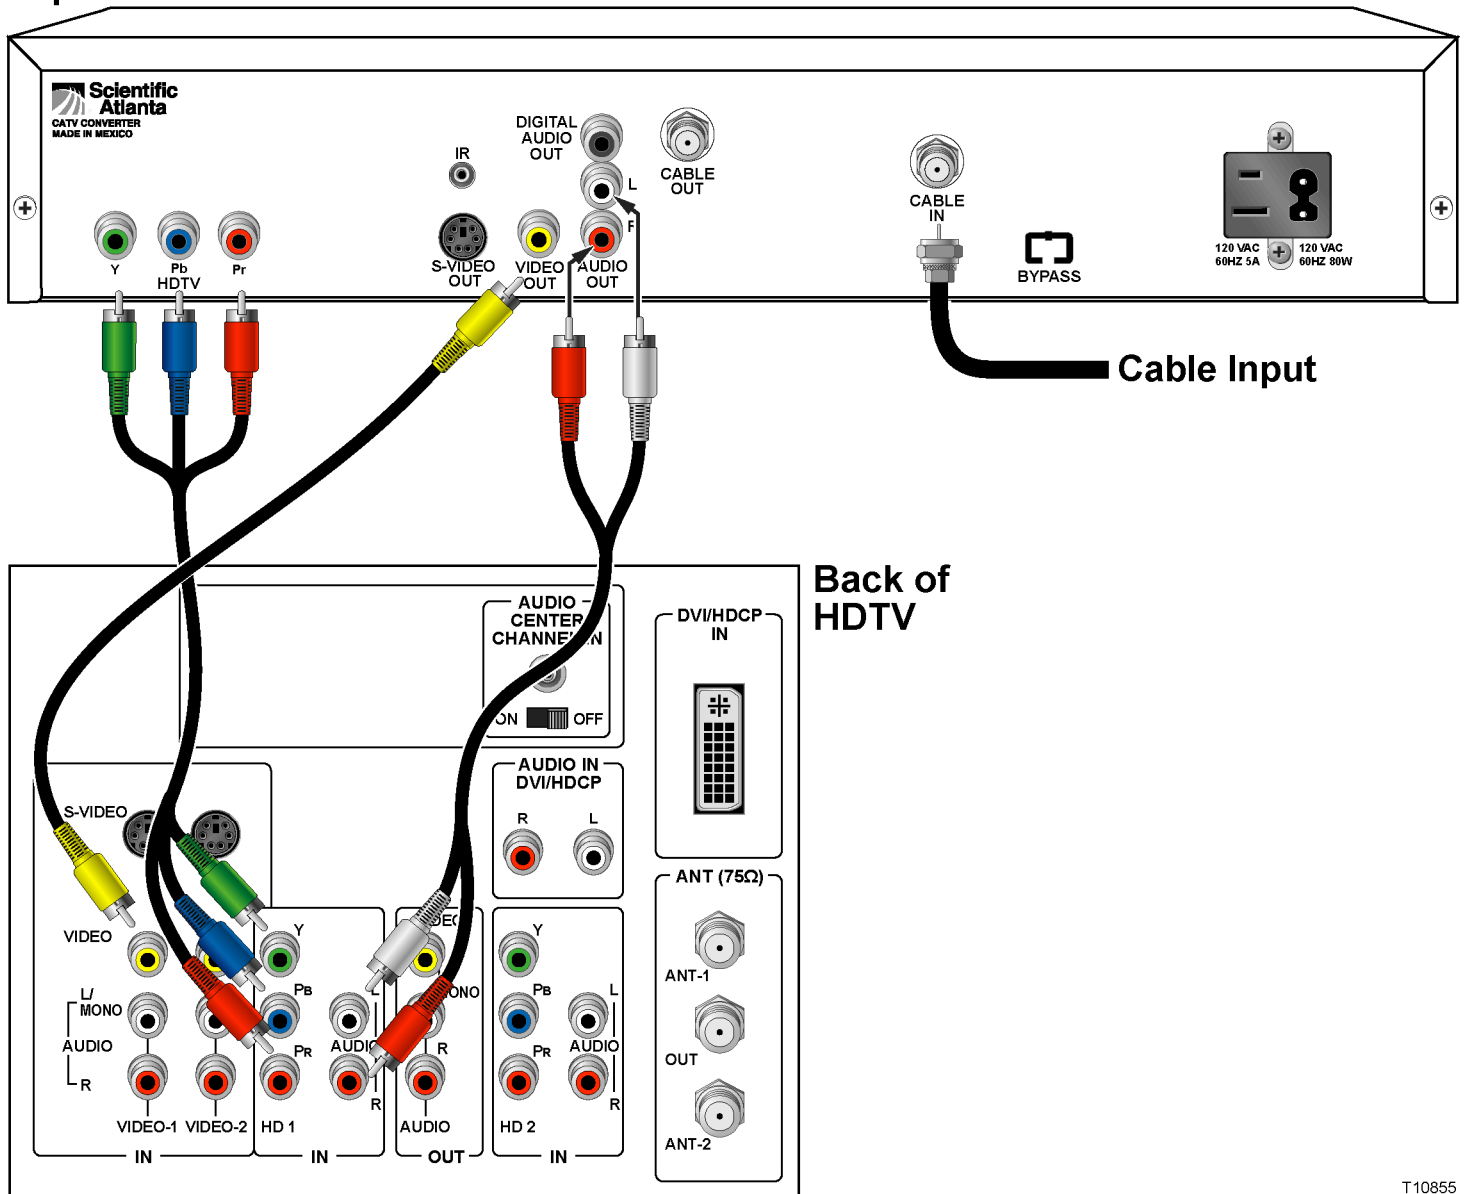 Scientific
Atlanta
CATV CONVERTER
MADE IN MEXICO
IR
DIGITAL
AUDIO
OUT
L
R
CABLE
OUT
CABLE
IN
Y
Pb
Pr
HDTV
S-VIDEO
OUT
VIDEO
OUT
AUDIO
OUT
BYPASS
120 VAC
60HZ 5A
120 VAC
60HZ 80W
Cable Input
Back of
HDTV
AUDIO
CENTER
CHANNEL IN
ON
OFF
DVI/HDCP
IN
AUDIO IN
DVI/HDCP
R
L
S-VIDEO
VIDEO
L/
MONO
AUDIO
R
VIDEO-1
VIDEO-2
IN
Y
PB
PR
L
AUDIO
R
HD 1
IN
VIDEO
MONO
R
AUDIO
OUT
Y
PB
PR
L
AUDIO
R
HD 2
IN
ANT (75Ω)
ANT-1
OUT
ANT-2
T10855